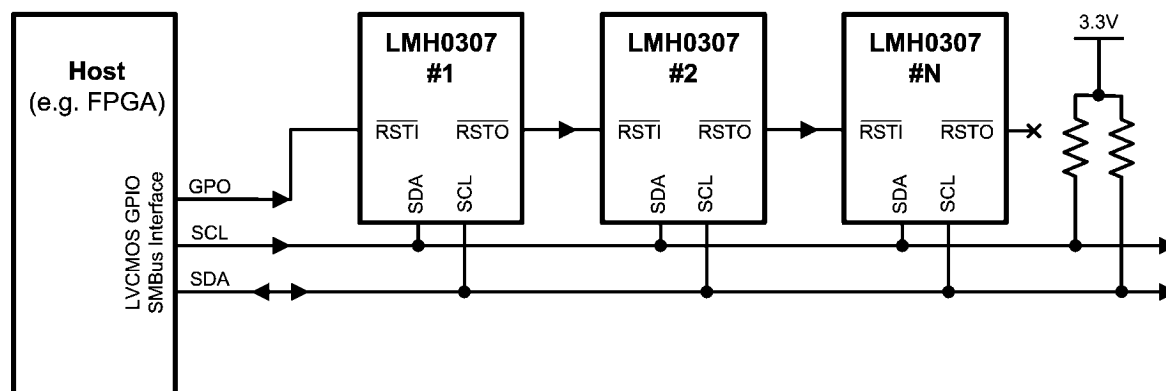 Host
(e.g. FPGA)
LVCMOS GPIO
SMBus Interface
GPO
SCL
SDA
LMH0307
#1
RSTI
RSTO
SDA
SCL
LMH0307
#2
RSTI
RSTO
SDA
SCL
LMH0307
#N
RSTI
RSTO
SDA
SCL
3.3V